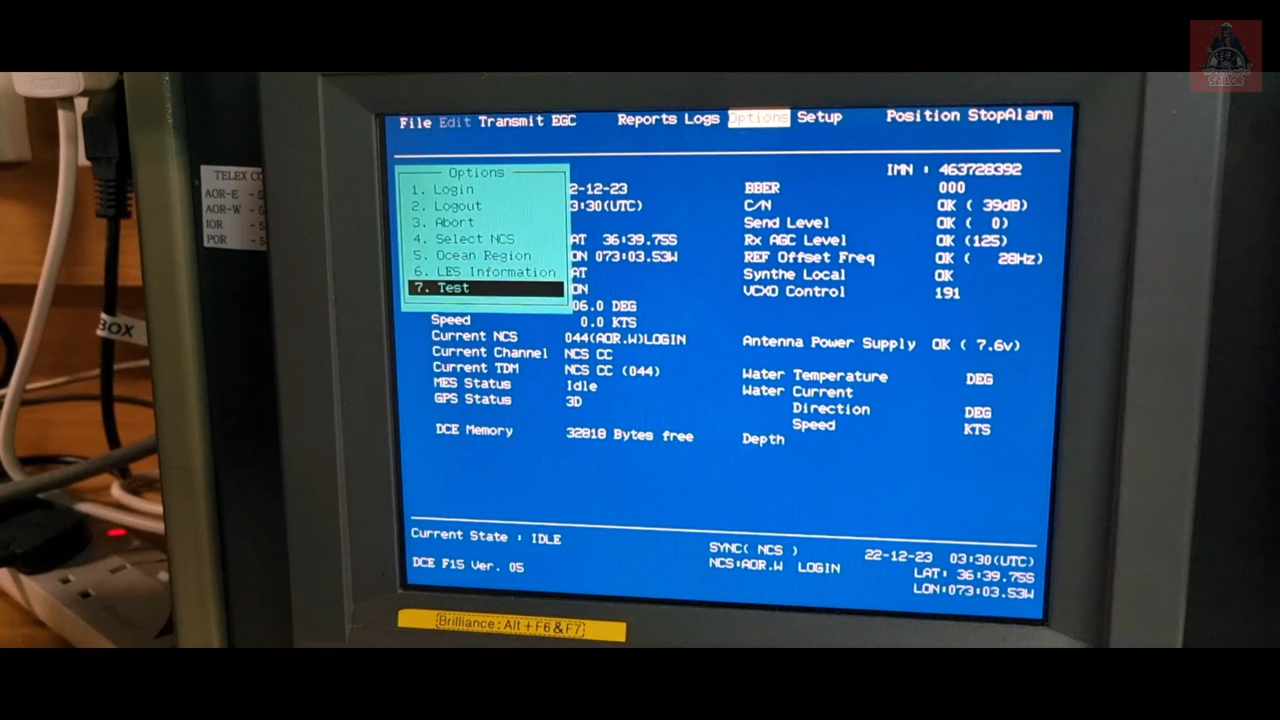 SAILOR
File Edit Transmit EGC Reports Logs Options Setup Position StopAlarm
Options
1. Login
2. Logout
3. Abort
4. Select NCS
5. Ocean Region
6. LES Information
7. Test
IMN : 463728392
2-12-23
3:30(UTC)
AT 36:39.75S
ON 073:03.53W
AT
ON
06.0 DEG
Speed 0.0 KTS
Current NCS 044(AOR.W)LOGIN
Current Channel NCS CC
Current TDM NCS CC (044)
MES Status Idle
GPS Status 3D
DCE Memory 32818 Bytes free
BBER 000
C/N OK ( 39dB)
Send Level OK ( 0)
Rx AGC Level OK (125)
REF Offset Freq OK ( 28Hz)
Synthe Local OK
VCXO Control 191
Antenna Power Supply OK ( 7.6v)
Water Temperature DEG
Water Current
Direction DEG
Speed KTS
Depth
Current State : IDLE
DCE F15 Ver. 05
SYNC( NCS )
NCS:AOR.W LOGIN
22-12-23 03:30(UTC)
LAT: 36:39.75S
LON:073:03.53W
Brilliance: Alt+F6&F7
TELEX CO
AOR-E - 5
AOR-W - 5
IOR - 5
POR - 5
BOX